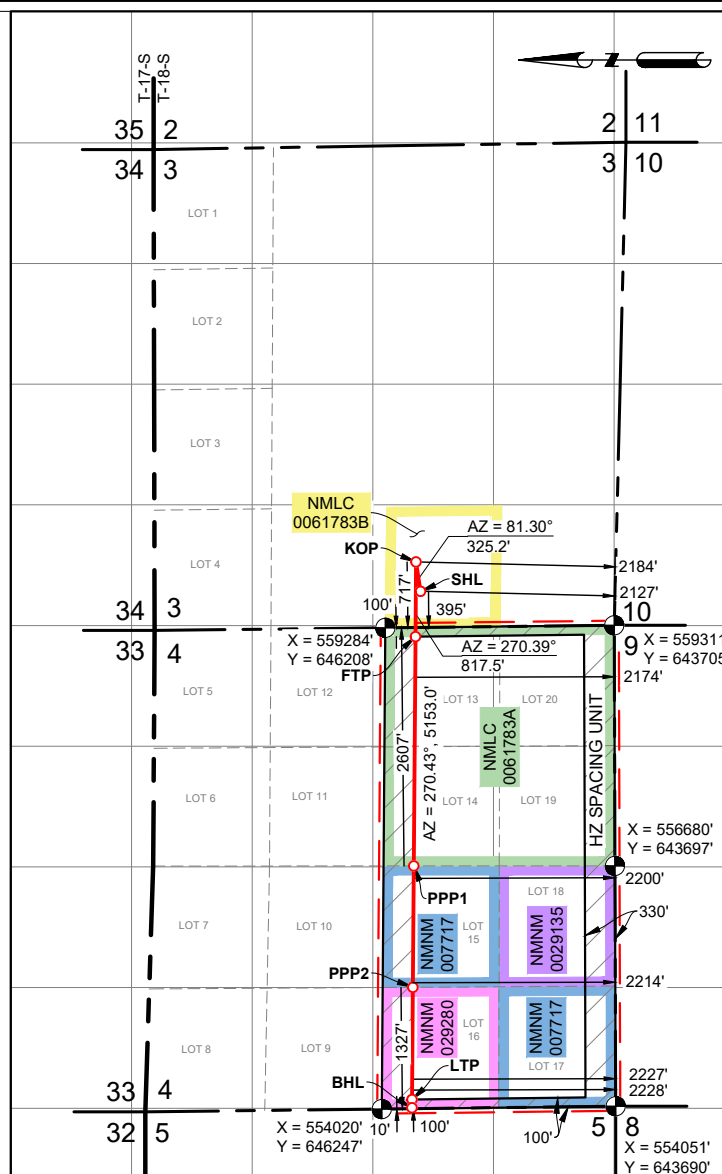 T-17-S
T-18-S
Z
35 2
34 3
2 11
3 10
LOT 1
LOT 2
LOT 3
LOT 4
NMLC
0061783B
AZ = 81.30°
325.2'
KOP
SHL
2184'
2127'
717'
395'
100'
34 3
33 4
10
9
X = 559284'
Y = 646208'
AZ = 270.39°
817.5'
X = 559311'
Y = 643705'
FTP
2174'
LOT 5
LOT 12
LOT 13
LOT 20
NMLC
0061783A
HZ SPACING UNIT
2607'
AZ = 270.43°, 5153.0'
LOT 6
LOT 11
LOT 14
LOT 19
X = 556680'
Y = 643697'
PPP1
2200'
LOT 18
330'
LOT 7
LOT 10
NMNM
007717
LOT
15
NMNM
0029135
PPP2
2214'
LOT 8
LOT 9
1327'
NMNM
029280
LOT
16
NMNM
007717
LOT 17
LTP
BHL
2227'
2228'
33 4
32 5
10'
100'
100'
5 8
X = 554020'
Y = 646247'
X = 554051'
Y = 643690'